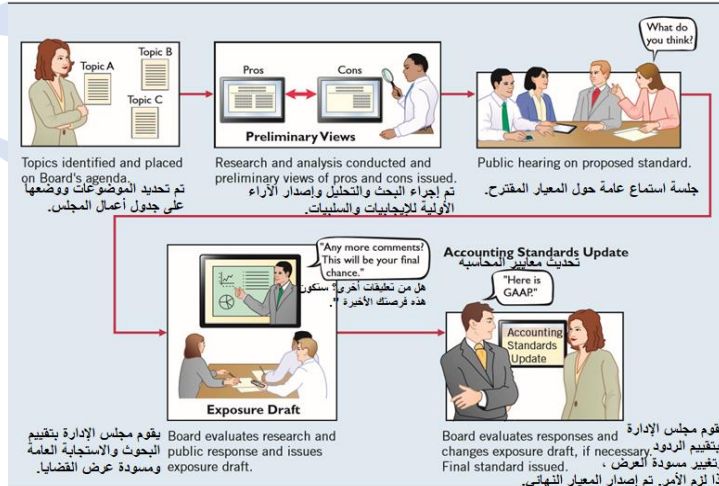 Topic A
Topic B
Topic C
Pros
Cons
Preliminary Views
What do
you think?
Topics identified and placed
on Board's agenda.
تم تحديد الموضوعات ووضعها
على جدول أعمال المجلس.
Research and analysis conducted and
preliminary views of pros and cons issued.
تم إجراء البحث والتحليل وإصدار الآراء
الأولية للإيجابيات والسلبيات.
Public hearing on proposed standard.
جلسة استماع عامة حول المعيار المقترح.
"Any more comments?
This will be your final
chance."
هل من تعليقات أخرى؟ ستكون
هذه فرصتك الأخيرة ".
Exposure Draft
Board evaluates research and
public response and issues
exposure draft.
يقوم مجلس الإدارة بتقييم
البحوث والاستجابة العامة
ومسودة عرض القضايا.
Accounting Standards Update
تحديث معايير المحاسبه
"Here is
GAAP."
Accounting
Standards
Update
Board evaluates responses and
changes exposure draft, if necessary.
Final standard issued.
يقوم مجلس الإدارة
بتقييم الردود
وتغيير مسودة العرض ،
إذا لزم الأمر. تم إصدار المعيار النهائي.